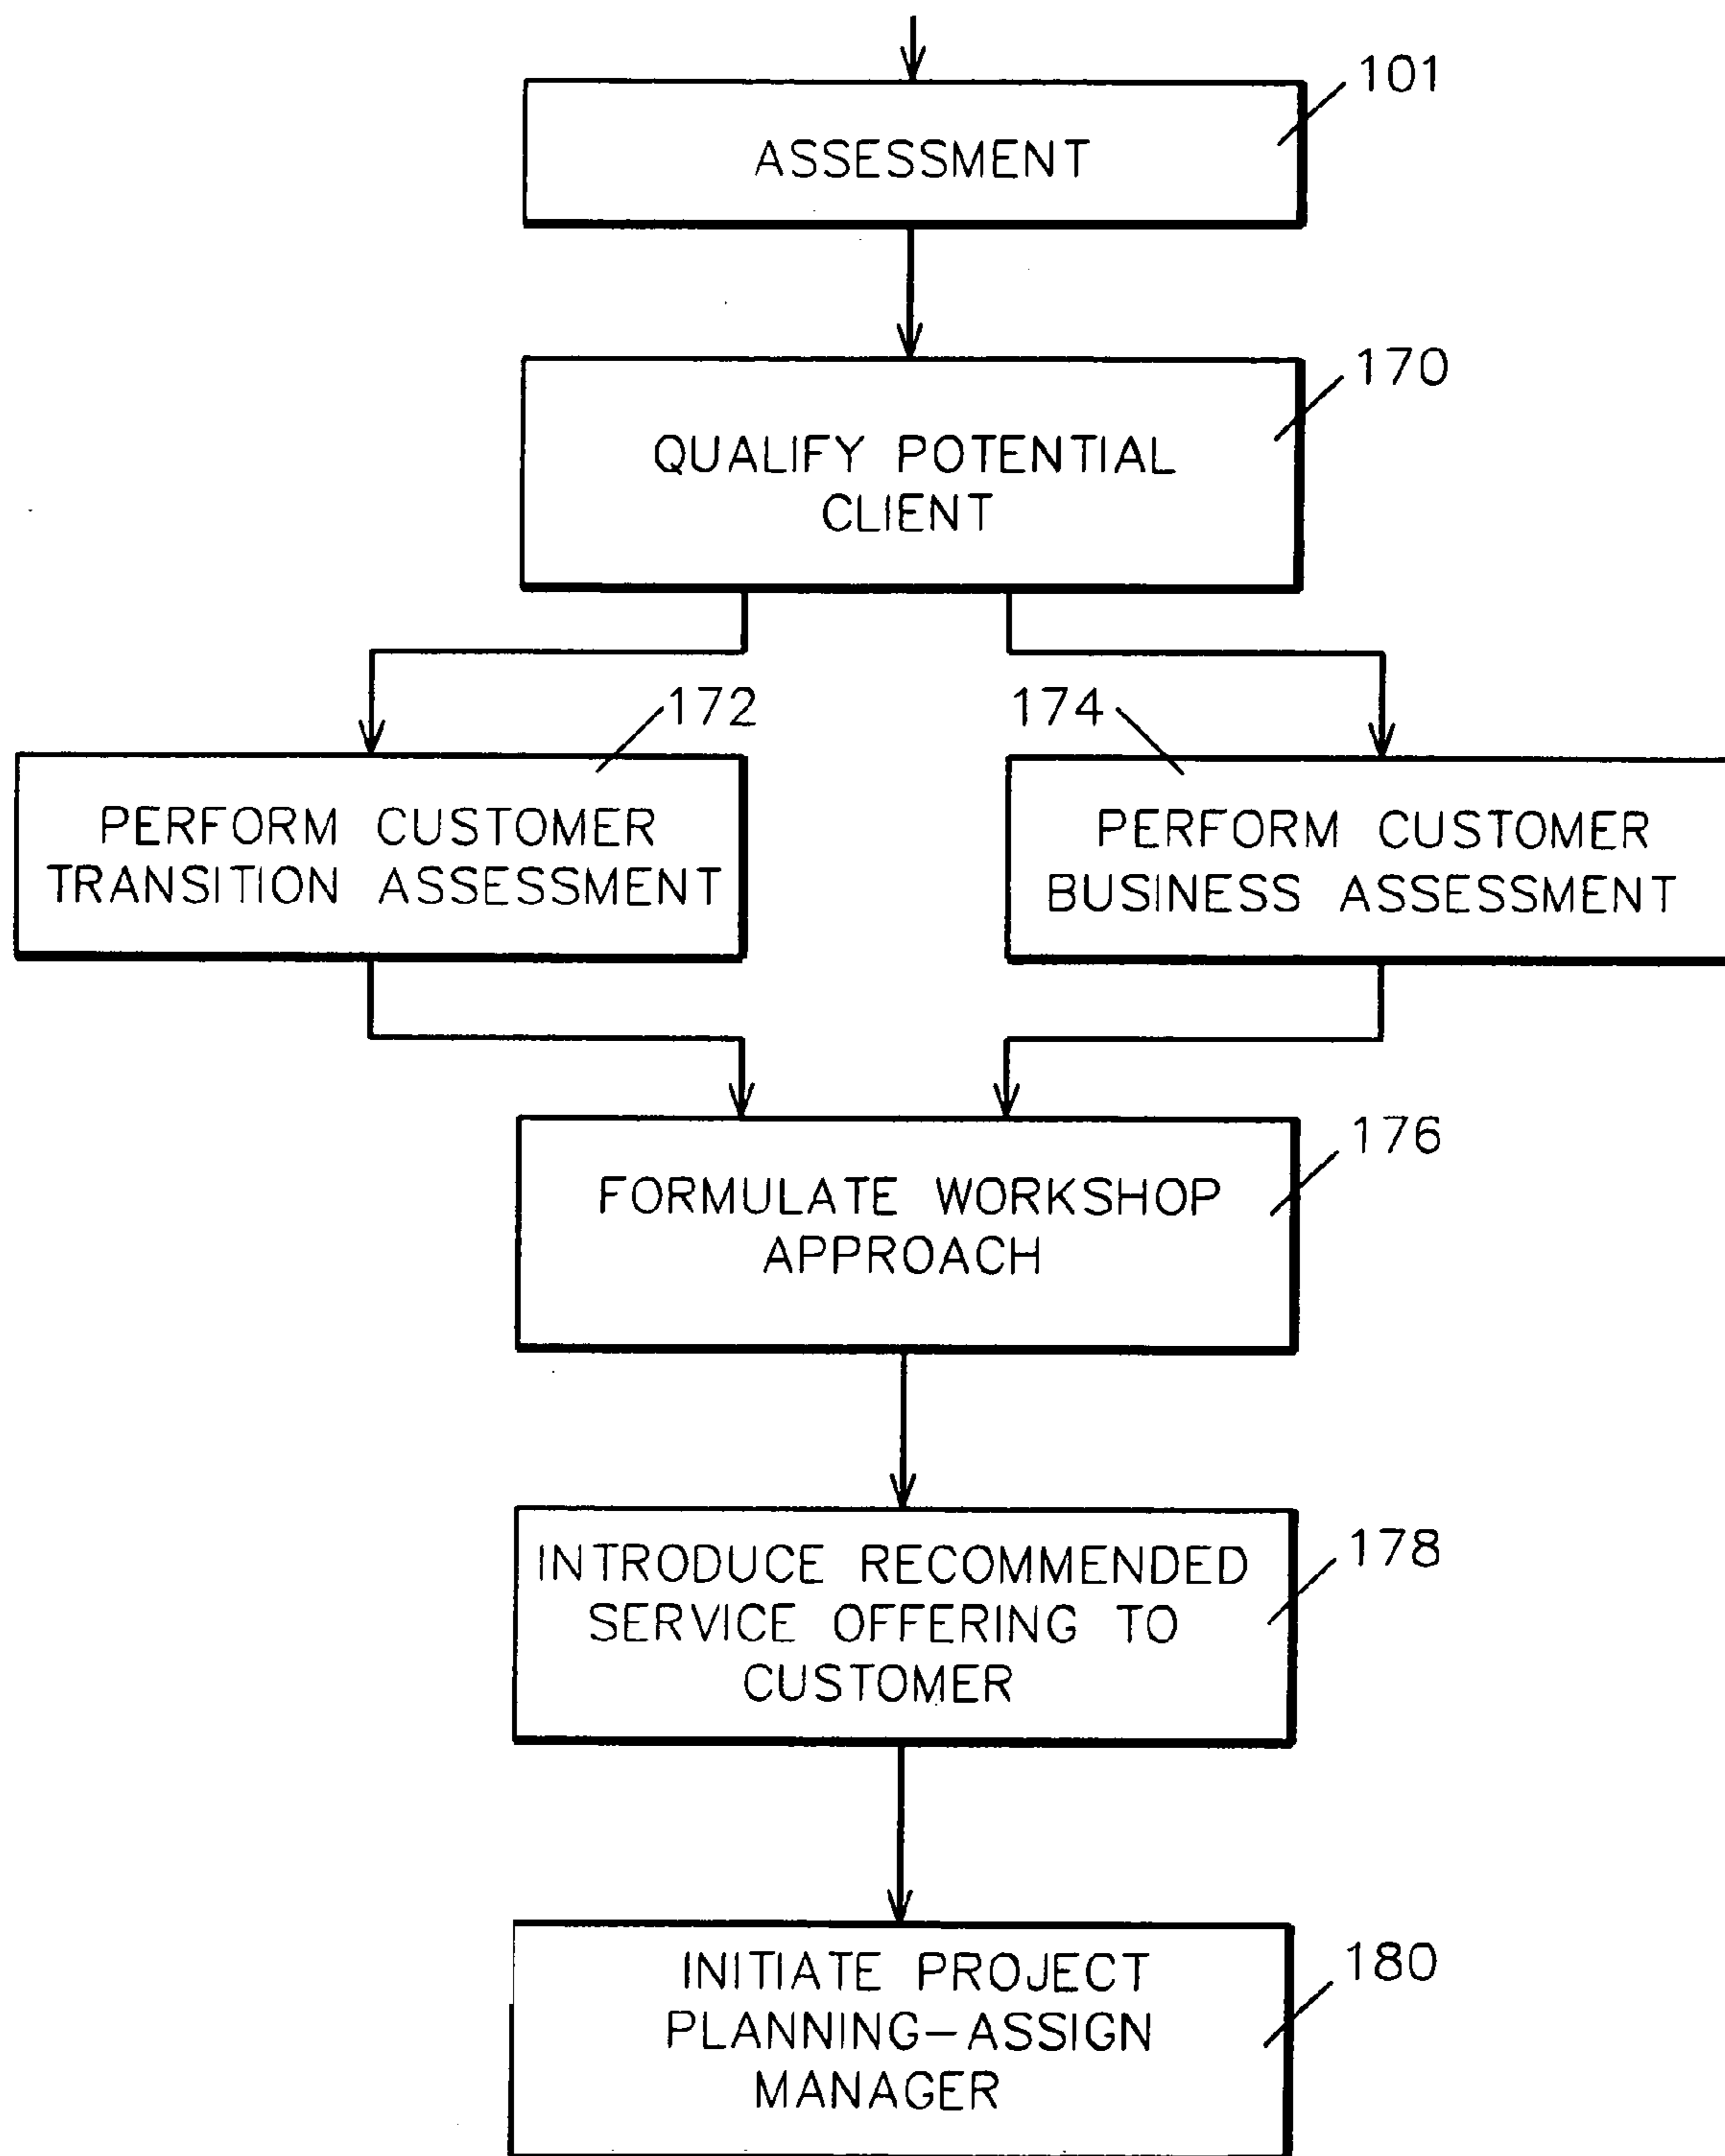 101
ASSESSMENT
170
QUALIFY POTENTIAL
CLIENT
172
174
PERFORM CUSTOMER
TRANSITION ASSESSMENT
PERFORM CUSTOMER
BUSINESS ASSESSMENT
176
FORMULATE WORKSHOP
APPROACH
178
INTRODUCE RECOMMENDED
SERVICE OFFERING TO
CUSTOMER
180
INITIATE PROJECT
PLANNING–ASSIGN
MANAGER